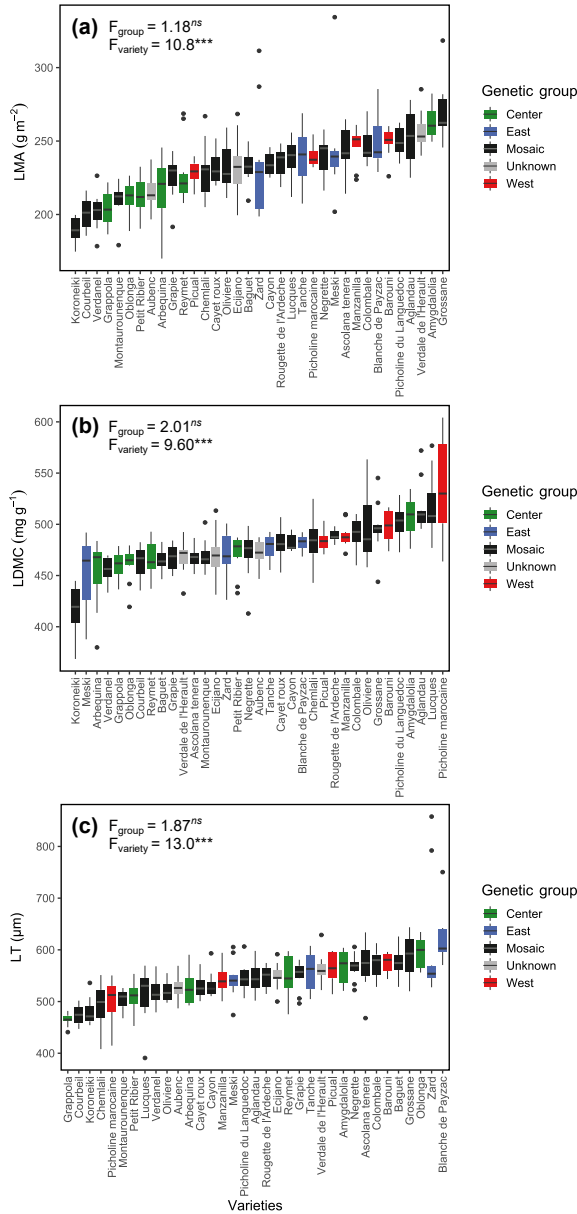 (a)
F_group = 1.18^ns
F_variety = 10.8***
LMA (g m⁻²)
300
250
200
Koroneiki
Courbeil
Verdanel
Grappola
Montaurounenque
Oblonga
Petit Ribier
Aubenc
Arbequina
Grapie
Reymet
Picual
Chemlali
Cayet roux
Oliviere
Ecijano
Baguet
Zard
Cayon
Rougette de l'Ardeche
Lucques
Tanche
Picholine marocaine
Negrette
Meski
Ascolana tenera
Manzanilla
Colombale
Blanche de Payzac
Barouni
Picholine du Languedoc
Aglandau
Verdale de l'Herault
Amygdalolia
Grossane
Genetic group
Center
East
Mosaic
Unknown
West
(b)
F_group = 2.01^ns
F_variety = 9.60***
LDMC (mg g⁻¹)
600
550
500
450
400
Koroneiki
Meski
Arbequina
Verdanel
Grappola
Oblonga
Courbeil
Reymet
Baguet
Grapie
Verdale de l'Herault
Ascolana tenera
Montaurounenque
Ecijano
Zard
Petit Ribier
Negrette
Aubenc
Tanche
Cayet roux
Cayon
Blanche de Payzac
Chemlali
Picual
Rougette de l'Ardeche
Manzanilla
Colombale
Oliviere
Grossane
Barouni
Picholine du Languedoc
Amygdalolia
Aglandau
Lucques
Picholine marocaine
Genetic group
Center
East
Mosaic
Unknown
West
(c)
F_group = 1.87^ns
F_variety = 13.0***
LT (µm)
800
700
600
500
400
Grappola
Courbeil
Koroneiki
Chemlali
Picholine marocaine
Montaurounenque
Petit Ribier
Lucques
Verdanel
Oliviere
Aubenc
Arbequina
Cayet roux
Cayon
Manzanilla
Meski
Picholine du Languedoc
Aglandau
Rougette de l'Ardeche
Ecijano
Reymet
Grapie
Tanche
Verdale de l'Herault
Picual
Amygdalolia
Negrette
Ascolana tenera
Colombale
Barouni
Baguet
Grossane
Oblonga
Zard
Blanche de Payzac
Varieties
Genetic group
Center
East
Mosaic
Unknown
West